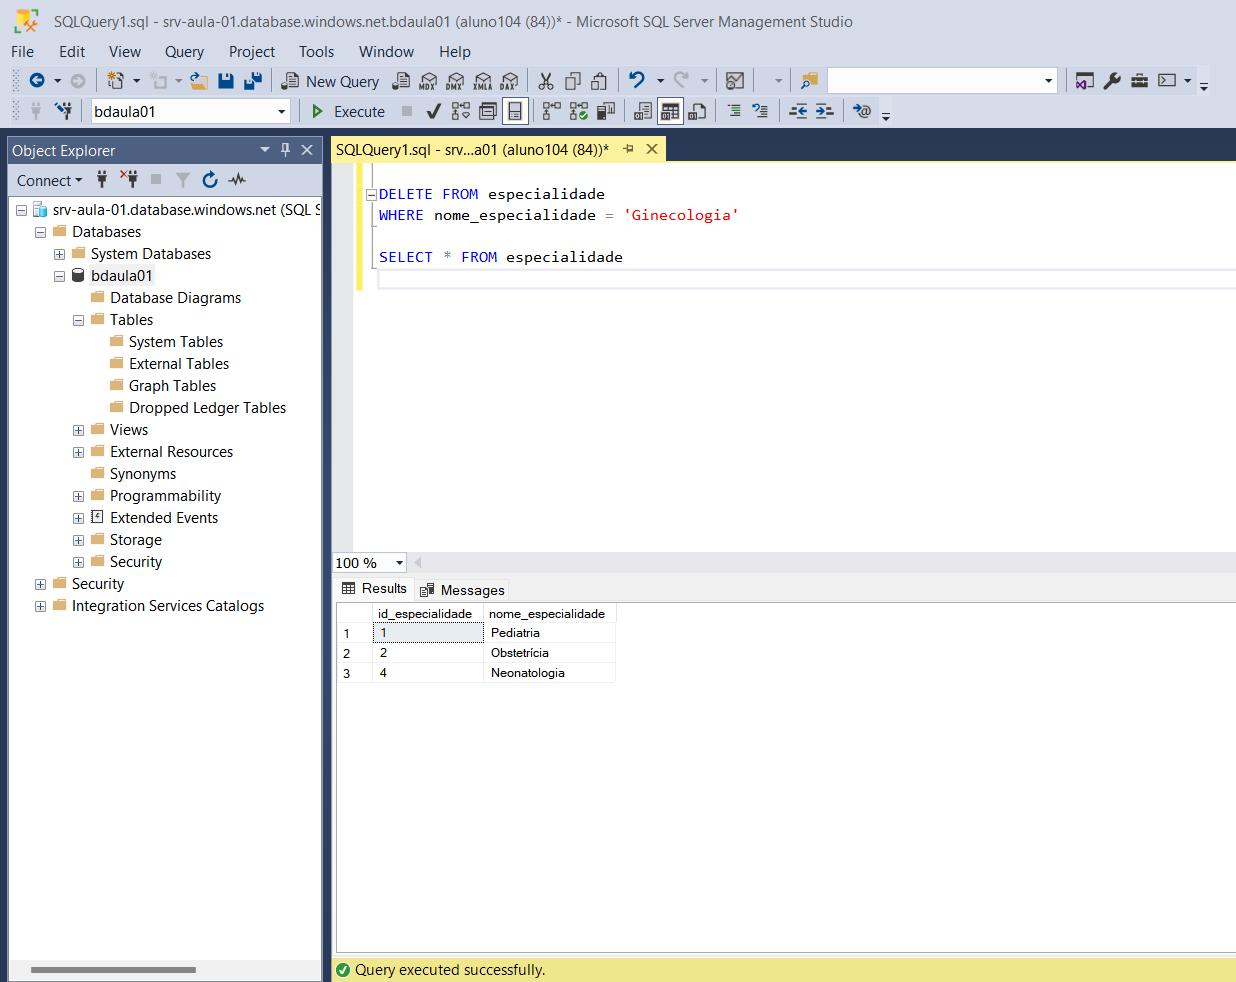 SQLQuery1.sql - srv-aula-01.database.windows.net.bdaula01 (aluno104 (84))* - Microsoft SQL Server Management Studio
File Edit View Query Project Tools Window Help
New Query MDX DMX XMLA DAX
bdaula01 Execute
Object Explorer
Connect
srv-aula-01.database.windows.net (SQL S
Databases
System Databases
bdaula01
Database Diagrams
Tables
System Tables
External Tables
Graph Tables
Dropped Ledger Tables
Views
External Resources
Synonyms
Programmability
Extended Events
Storage
Security
Security
Integration Services Catalogs
SQLQuery1.sql - srv...a01 (aluno104 (84))*
DELETE FROM especialidade
WHERE nome_especialidade = 'Ginecologia'
SELECT * FROM especialidade
100 %
Results Messages
id_especialidade nome_especialidade
1 1 Pediatria
2 2 Obstetrícia
3 4 Neonatologia
Query executed successfully.